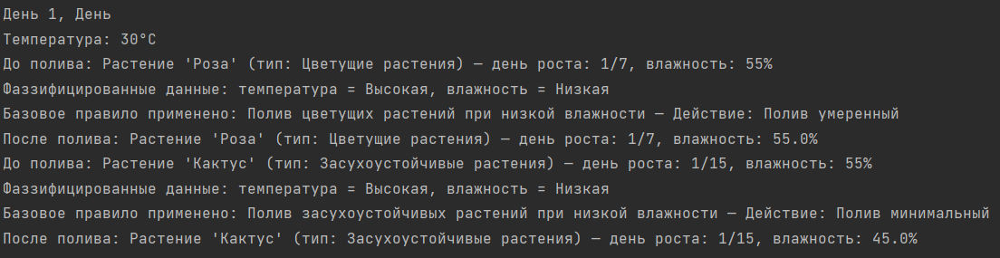 День 1, День
Температура: 30°C
До полива: Растение 'Роза' (тип: Цветущие растения) — день роста: 1/7, влажность: 55%
Фаззифицированные данные: температура = Высокая, влажность = Низкая
Базовое правило применено: Полив цветущих растений при низкой влажности — Действие: Полив умеренный
После полива: Растение 'Роза' (тип: Цветущие растения) — день роста: 1/7, влажность: 55.0%
До полива: Растение 'Кактус' (тип: Засухоустойчивые растения) — день роста: 1/15, влажность: 55%
Фаззифицированные данные: температура = Высокая, влажность = Низкая
Базовое правило применено: Полив засухоустойчивых растений при низкой влажности — Действие: Полив минимальный
После полива: Растение 'Кактус' (тип: Засухоустойчивые растения) — день роста: 1/15, влажность: 45.0%